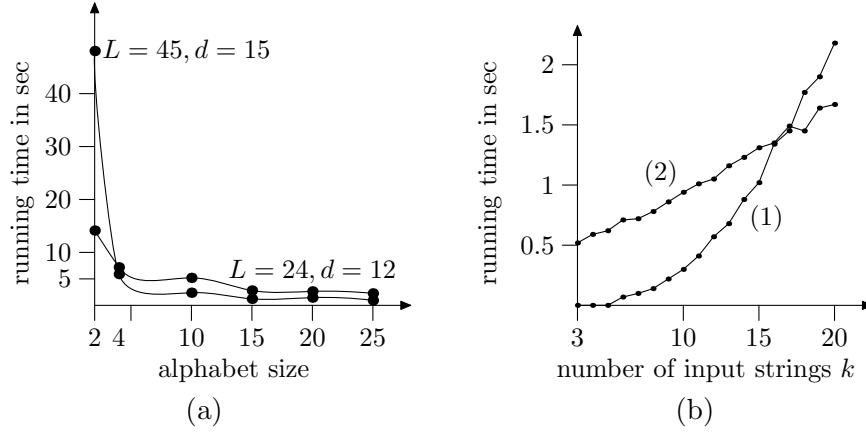 running time in sec
40
30
20
10
5
L = 45, d = 15
L = 24, d = 12
2 4 10 15 20 25
alphabet size
(a)
running time in sec
2
1.5
1
0.5
(2)
(1)
3 10 15 20
number of input strings k
(b)